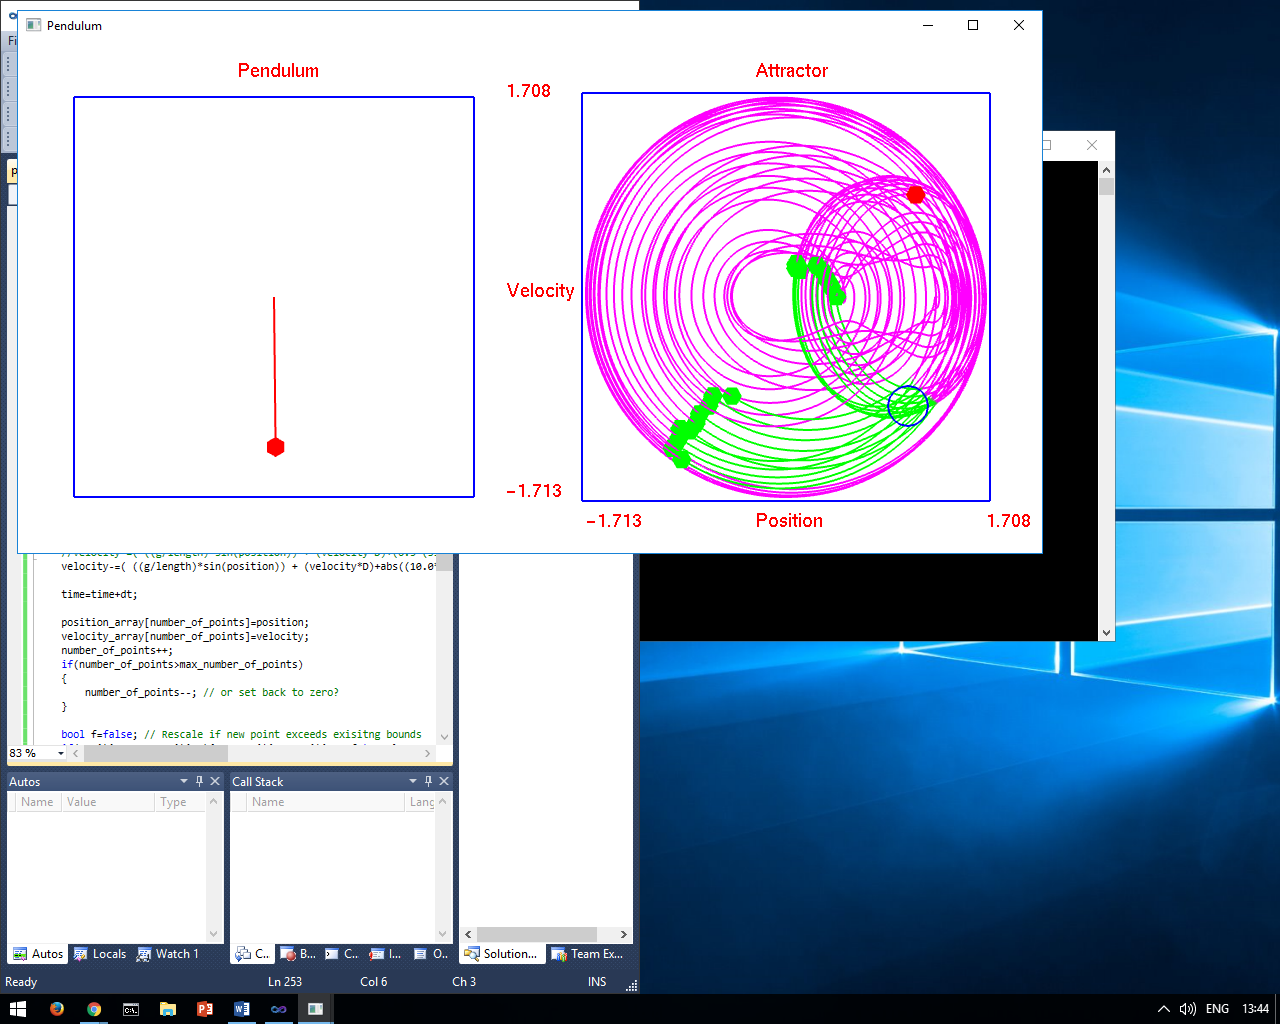 Pendulum
Fi
Pendulum
Attractor
1.708
Velocity
−1.713
−1.713
Position
1.708
velocity-=( ((g/length)*sin(position)) + (velocity*D)+abs((10.0*
time=time+dt;
position_array[number_of_points]=position;
velocity_array[number_of_points]=velocity;
number_of_points++;
if(number_of_points>max_number_of_points)
{
number_of_points--; // or set back to zero?
}
bool f=false; // Rescale if new point exceeds exisitng bounds
83 %
Autos
Call Stack
Name Value Type
Name Lang
Autos Locals Watch 1
C... B... C... I... O..
Solution... Team Ex...
Ready Ln 253 Col 6 Ch 3 INS
ENG 13:44